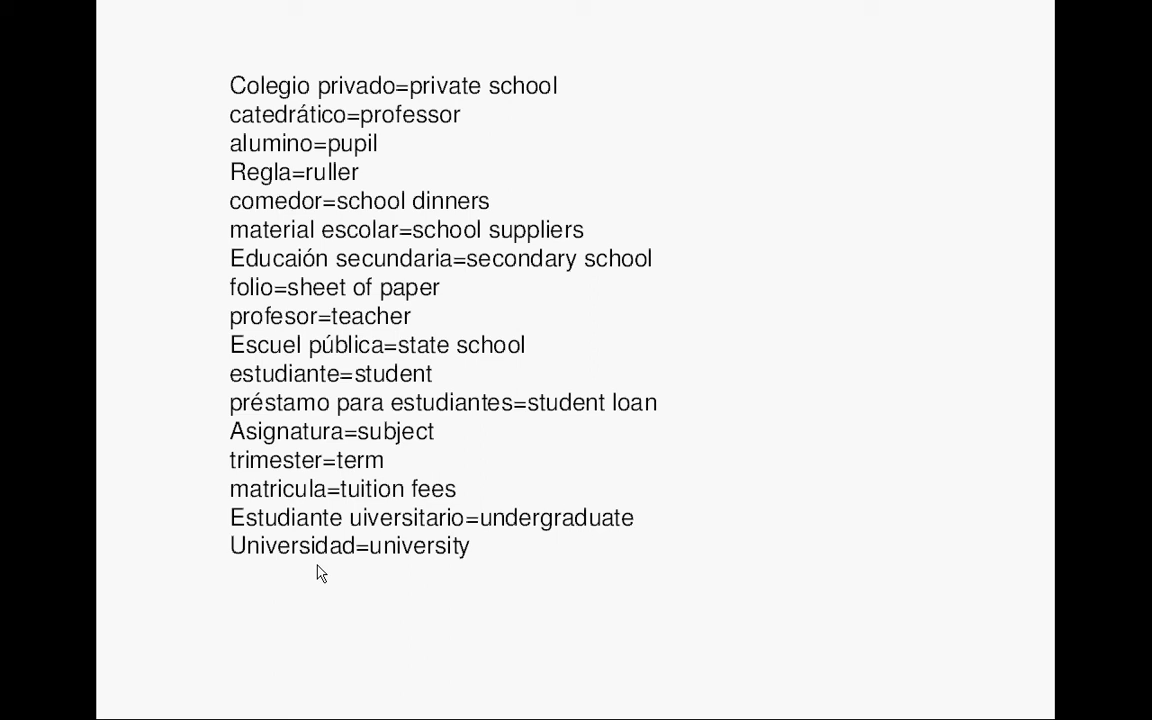 Colegio privado=private school
catedrático=professor
alumino=pupil
Regla=ruller
comedor=school dinners
material escolar=school suppliers
Educaión secundaria=secondary school
folio=sheet of paper
profesor=teacher
Escuel pública=state school
estudiante=student
préstamo para estudiantes=student loan
Asignatura=subject
trimester=term
matricula=tuition fees
Estudiante uiversitario=undergraduate
Universidad=university